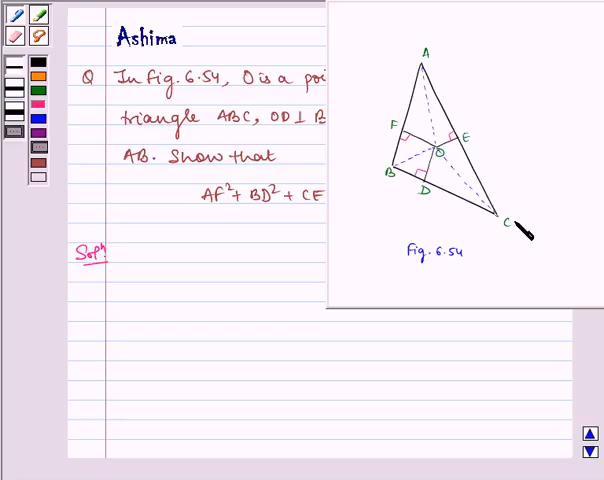 Ashima
Q In Fig. 6.54, O is a poi
triangle ABC, OD ⊥ B
AB. Show that
AF² + BD² + CE
Solⁿ.
A
F
E
O
B
D
C
Fig. 6.54